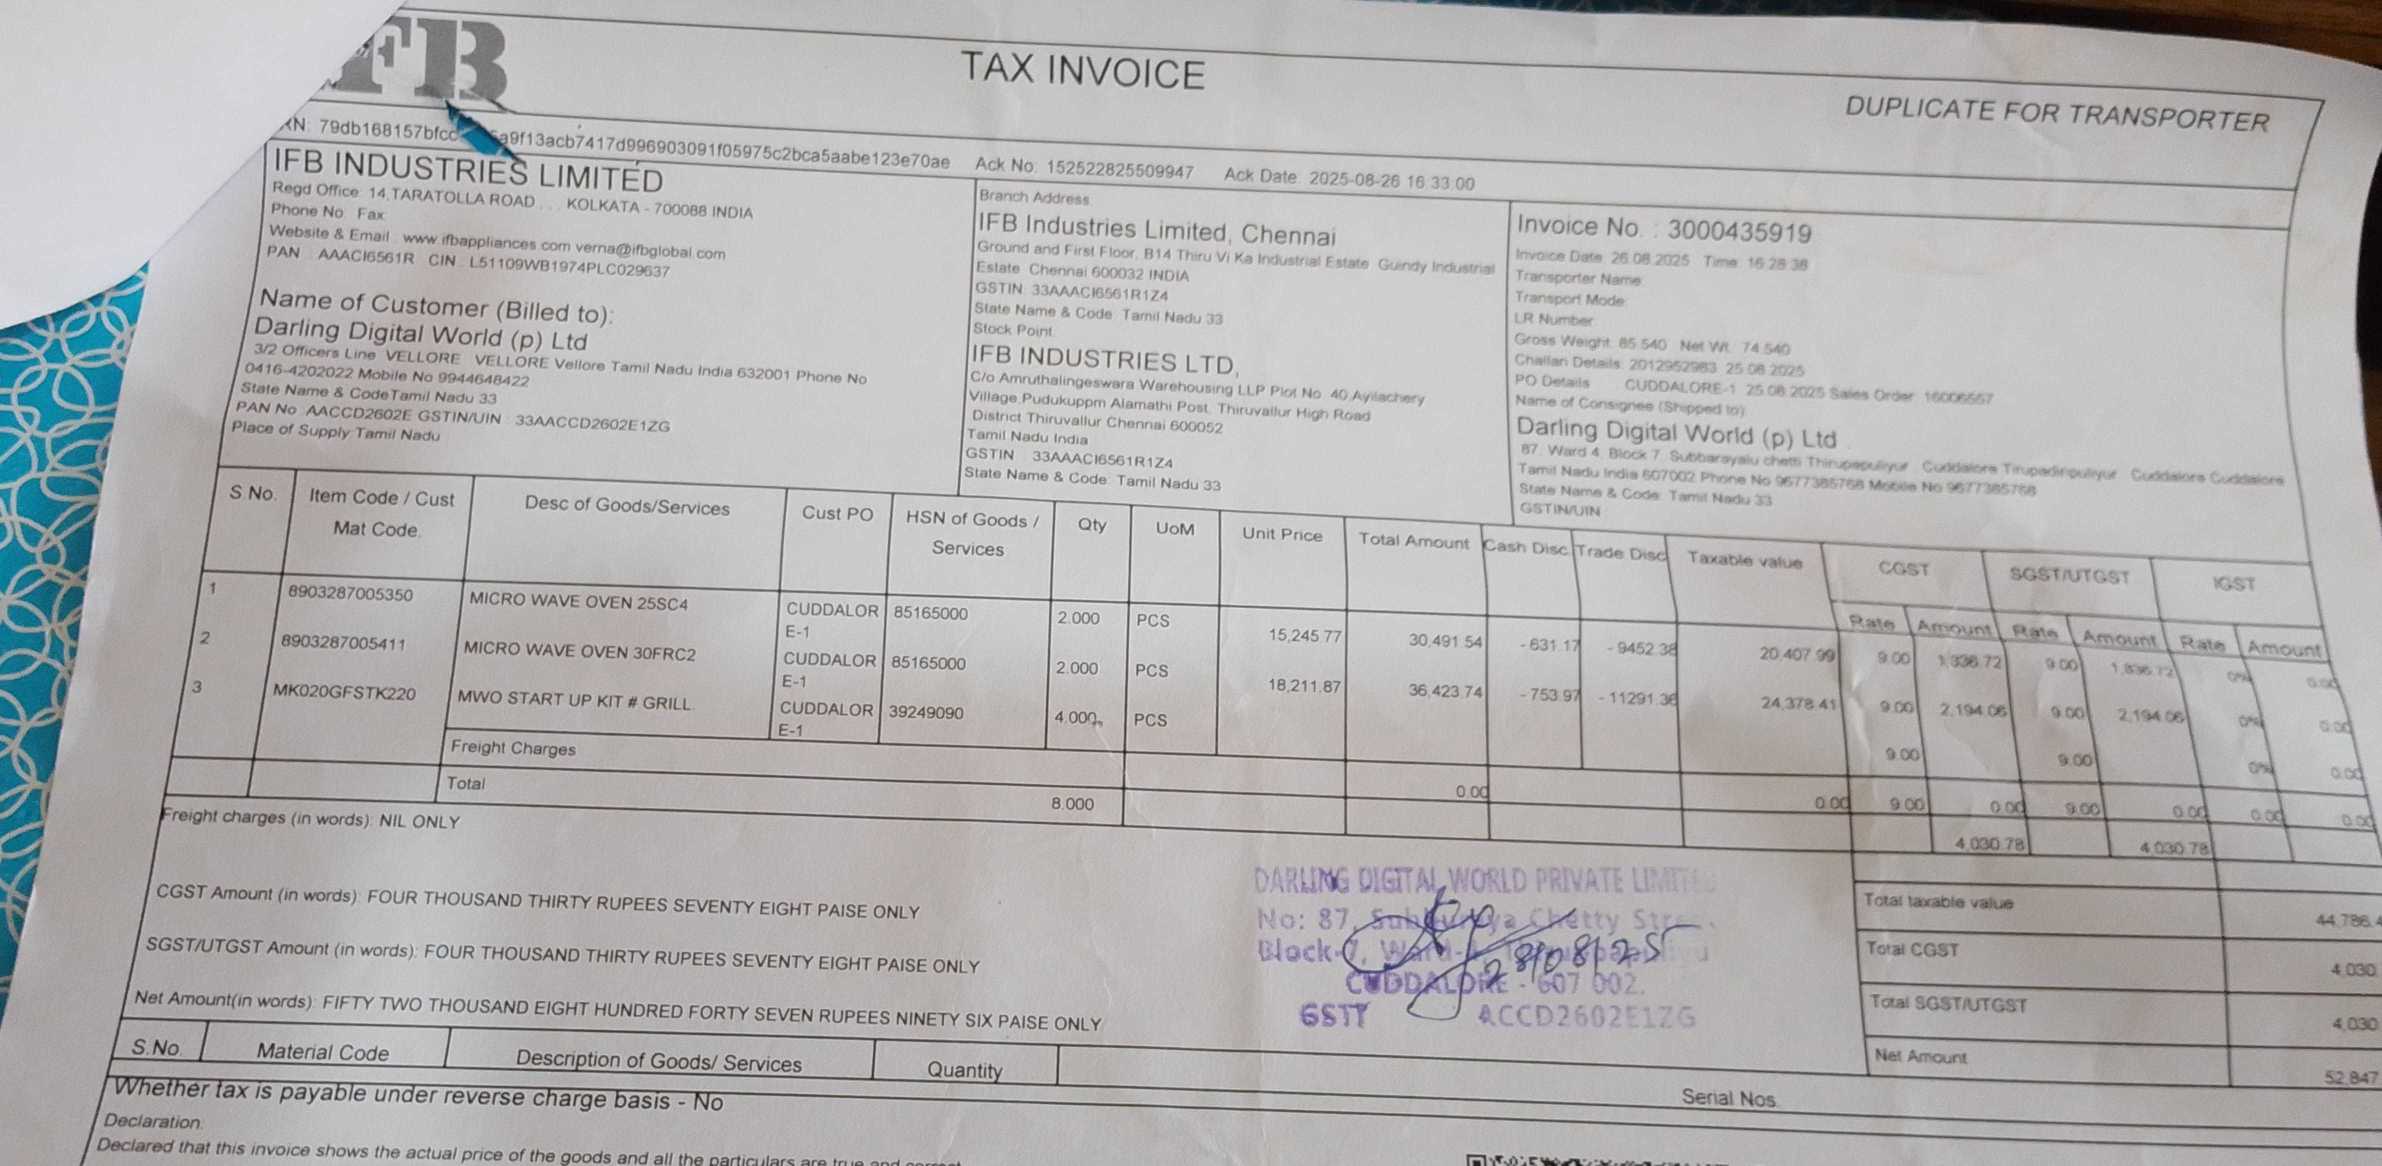 FB
TAX INVOICE
DUPLICATE FOR TRANSPORTER
RN: 79db168157bfcc a9f13acb7417d996903091f05975c2bca5aabe123e70ae Ack No: 152522825509947 Ack Date: 2025-08-26 16:33:00
IFB INDUSTRIES LIMITED
Regd Office: 14,TARATOLLA ROAD . . . KOLKATA - 700088 INDIA
Phone No: Fax:
Website & Email : www.ifbappliances.com verna@ifbglobal.com
PAN : AAACI6561R CIN : L51109WB1974PLC029637
Name of Customer (Billed to):
Darling Digital World (p) Ltd
3/2 Officers Line VELLORE VELLORE Vellore Tamil Nadu India 632001 Phone No
0416-4202022 Mobile No 9944648422
State Name & CodeTamil Nadu 33
PAN No :AACCD2602E GSTIN/UIN : 33AACCD2602E1ZG
Place of Supply:Tamil Nadu
Branch Address:
IFB Industries Limited, Chennai
Ground and First Floor, B14 Thiru Vi Ka Industrial Estate Guindy Industrial
Estate Chennai 600032 INDIA
GSTIN: 33AAACI6561R1Z4
State Name & Code: Tamil Nadu 33
Stock Point:
IFB INDUSTRIES LTD,
C/o Amruthalingeswara Warehousing LLP Plot No. 40,Ayilachery
Village,Pudukuppm Alamathi Post, Thiruvallur High Road
District Thiruvallur Chennai 600052
Tamil Nadu India
GSTIN : 33AAACI6561R1Z4
State Name & Code: Tamil Nadu 33
Invoice No. : 3000435919
Invoice Date: 26.08.2025 Time: 16:28:38
Transporter Name:
Transport Mode:
LR Number:
Gross Weight: 85.540 Net Wt: 74.540
Challan Details: 2012952983 25.08.2025
PO Details CUDDALORE-1 25.08.2025 Sales Order: 16006557
Name of Consignee (Shipped to):
Darling Digital World (p) Ltd .
87, Ward 4, Block 7, Subbarayalu chetti Thirupapuliyur Cuddalore Tirupadiripuliyur Cuddalore Cuddalore
Tamil Nadu India 607002 Phone No 9677385768 Mobile No 9677385768
State Name & Code: Tamil Nadu 33
GSTIN/UIN:
S.No. Item Code / Cust Mat Code. Desc of Goods/Services Cust PO HSN of Goods / Services Qty UoM Unit Price Total Amount Cash Disc Trade Disc Taxable value CGST SGST/UTGST IGST
Rate Amount Rate Amount Rate Amount
1 8903287005350 MICRO WAVE OVEN 25SC4 CUDDALOR 85165000 2.000 PCS 15,245.77 30,491.54 -631.17 -9452.38 20,407.99 9.00 1,836.72 9.00 1,836.72 0% 0.00
E-1
2 8903287005411 MICRO WAVE OVEN 30FRC2 CUDDALOR 85165000 2.000 PCS 18,211.87 36,423.74 -753.97 -11291.36 24,378.41 9.00 2,194.06 9.00 2,194.06 0% 0.00
E-1
3 MK020GFSTK220 MWO START UP KIT # GRILL CUDDALOR 39249090 4.000 PCS 9.00 9.00 0% 0.00
E-1
Freight Charges 0.00 0.00 9.00 0.00 9.00 0.00 0.00 0.00
Total 8.000 4,030.78 4,030.78
Freight charges (in words): NIL ONLY
CGST Amount (in words): FOUR THOUSAND THIRTY RUPEES SEVENTY EIGHT PAISE ONLY
SGST/UTGST Amount (in words): FOUR THOUSAND THIRTY RUPEES SEVENTY EIGHT PAISE ONLY
Net Amount(in words): FIFTY TWO THOUSAND EIGHT HUNDRED FORTY SEVEN RUPEES NINETY SIX PAISE ONLY
DARLING DIGITAL WORLD PRIVATE LIMITED
No: 87, Chetty
Block-7,
28/08/25
CUDDALORE - 607 002.
ACCD2602E1ZG
Total taxable value 44,786.4
Total CGST 4,030
Total SGST/UTGST 4,030
Net Amount 52,847
S.No. Material Code Description of Goods/ Services Quantity Serial Nos.
Whether tax is payable under reverse charge basis - No
Declaration:
Declared that this invoice shows the actual price of the goods and all the particulars are true and